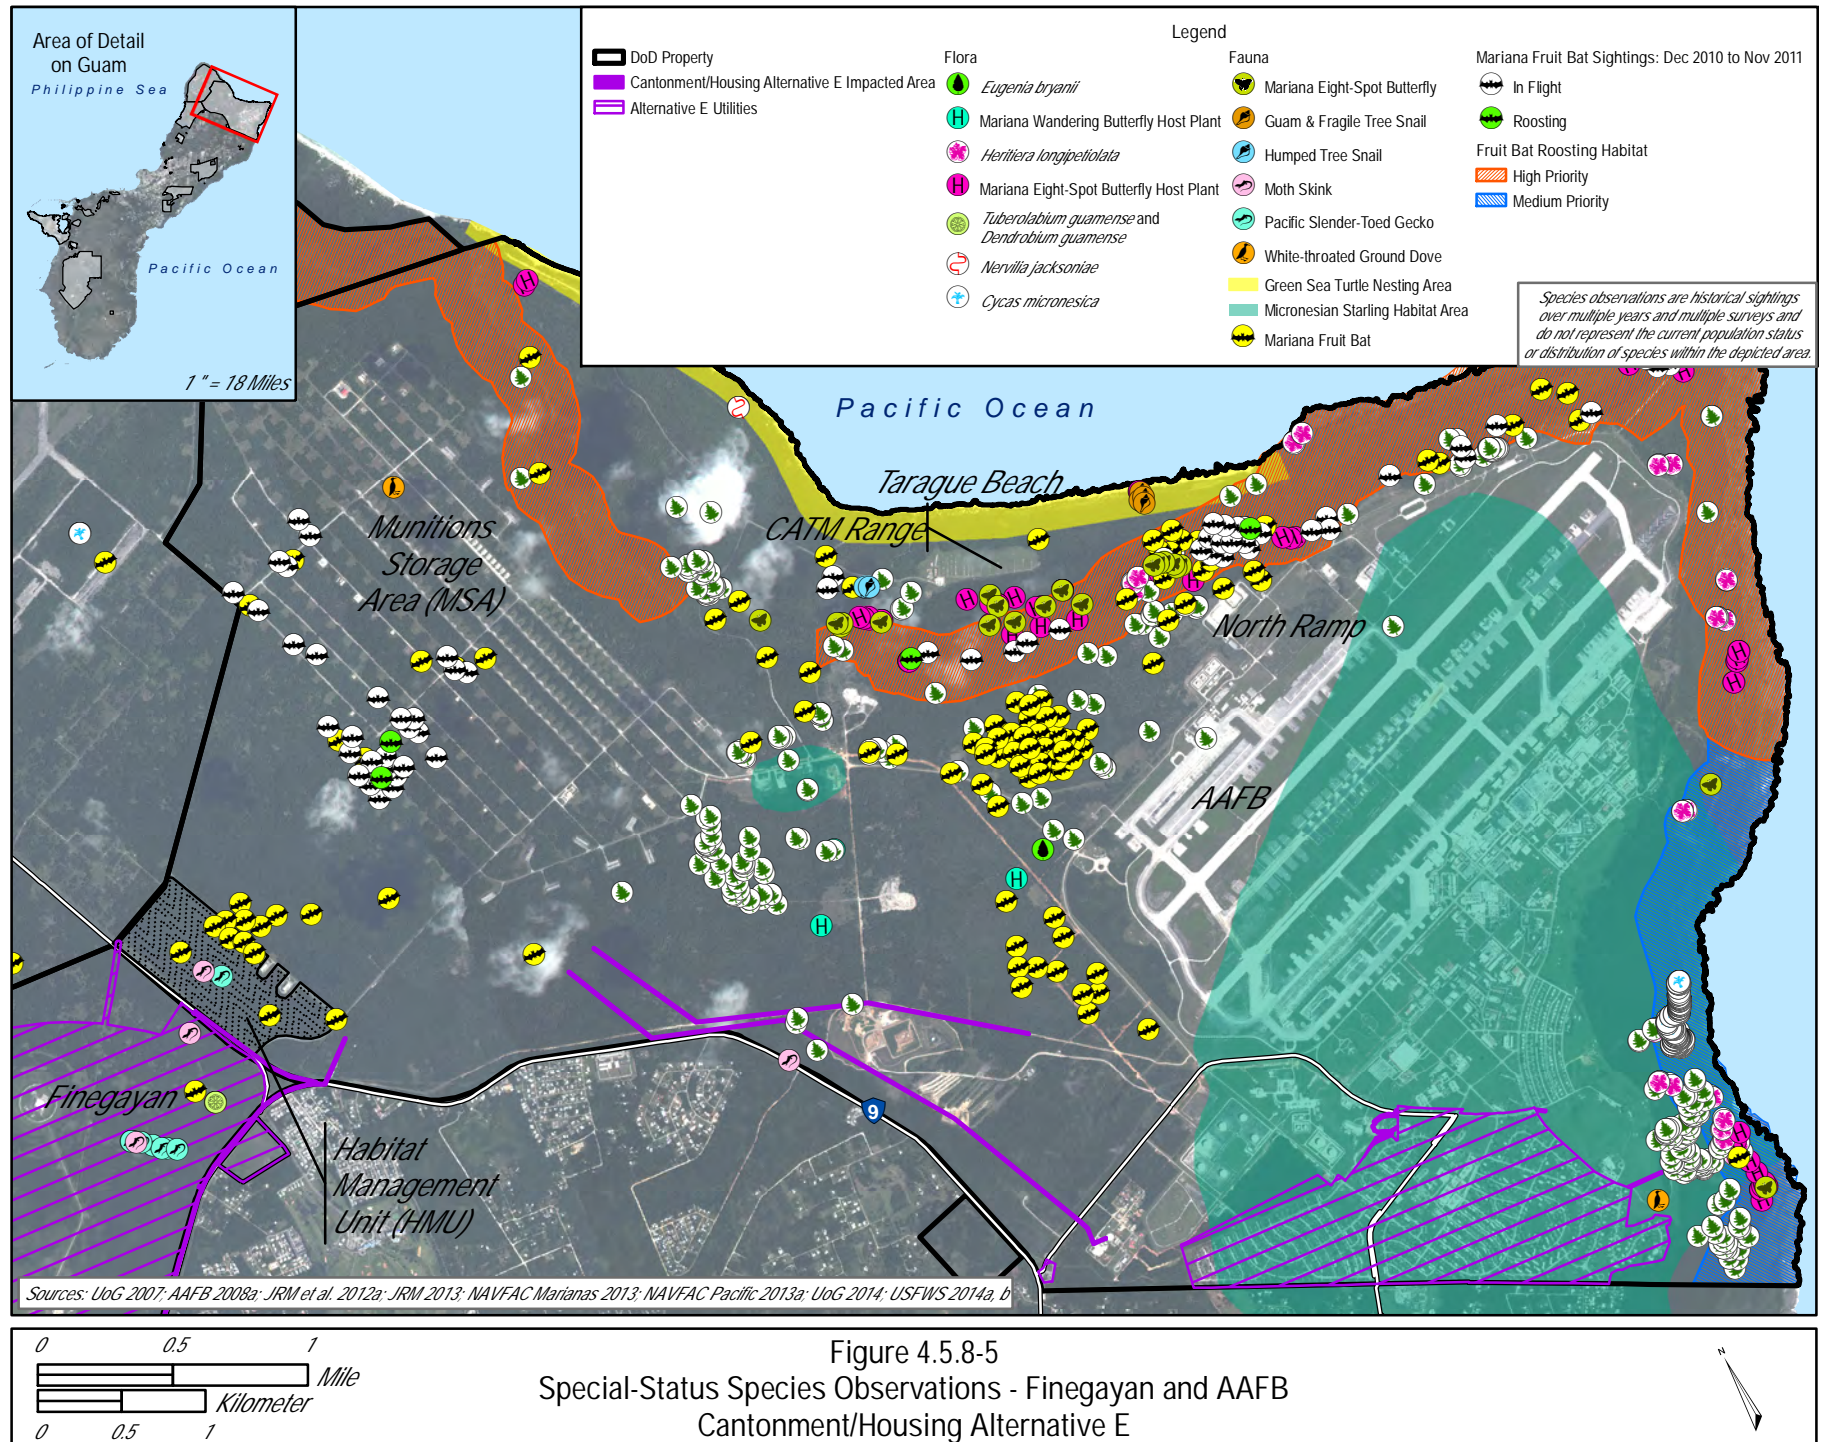 Area of Detail
on Guam
Philippine Sea
Pacific Ocean
1 " = 18 Miles
Legend
DoD Property
Cantonment/Housing Alternative E Impacted Area
Alternative E Utilities
Flora
Eugenia bryanii
H Mariana Wandering Butterfly Host Plant
Heritiera longipetiolata
H Mariana Eight-Spot Butterfly Host Plant
Tuberolabium guamense and
Dendrobium guamense
Nervilia jacksoniae
Cycas micronesica
Fauna
Mariana Eight-Spot Butterfly
Guam & Fragile Tree Snail
Humped Tree Snail
Moth Skink
Pacific Slender-Toed Gecko
White-throated Ground Dove
Green Sea Turtle Nesting Area
Micronesian Starling Habitat Area
Mariana Fruit Bat
Mariana Fruit Bat Sightings: Dec 2010 to Nov 2011
In Flight
Roosting
Fruit Bat Roosting Habitat
High Priority
Medium Priority
Species observations are historical sightings
over multiple years and multiple surveys and
do not represent the current population status
or distribution of species within the depicted area.
Pacific Ocean
Tarague Beach
CATM Range
Munitions
Storage
Area (MSA)
North Ramp
AAFB
Finegayan
9
Habitat
Management
Unit (HMU)
Sources: UoG 2007; AAFB 2008a; JRM et al. 2012a; JRM 2013; NAVFAC Marianas 2013; NAVFAC Pacific 2013a; UoG 2014; USFWS 2014a, b
0 0.5 1
Mile
Kilometer
0 0.5 1
Figure 4.5.8-5
Special-Status Species Observations - Finegayan and AAFB
Cantonment/Housing Alternative E
N